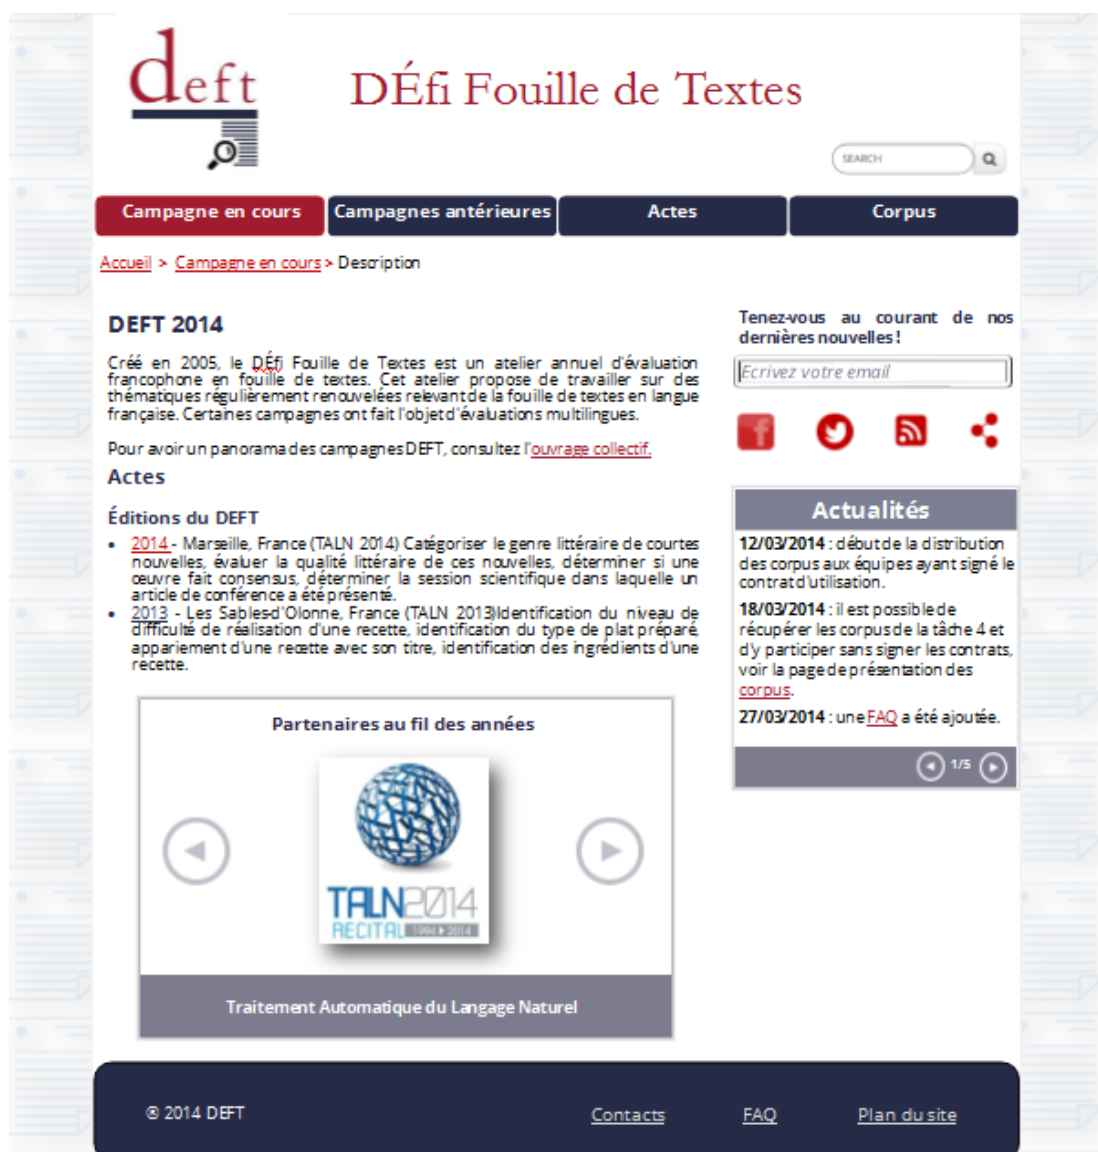 deft
DÉfi Fouille de Textes
SEARCH
Campagne en cours
Campagnes antérieures
Actes
Corpus
Accueil > Campagne en cours > Description
DEFT 2014
Créé en 2005, le DÉfi Fouille de Textes est un atelier annuel d'évaluation
francophone en fouille de textes. Cet atelier propose de travailler sur des
thématiques régulièrement renouvelées relevant de la fouille de textes en langue
française. Certaines campagnes ont fait l'objet d'évaluations multilingues.
Pour avoir un panorama des campagnes DEFT, consultez l'ouvrage collectif.
Actes
Éditions du DEFT
• 2014 - Marseille, France (TALN 2014) Catégoriser le genre littéraire de courtes
nouvelles, évaluer la qualité littéraire de ces nouvelles, déterminer si une
œuvre fait consensus, déterminer la session scientifique dans laquelle un
article de conférence a été présenté.
• 2013 - Les Sables d'Olonne, France (TALN 2013)Identification du niveau de
difficulté de réalisation d'une recette, identification du type de plat préparé,
appariement d'une recette avec son titre, identification des ingrédients d'une
recette.
Partenaires au fil des années
TALN2014
RECITAL 1994 ▸ 2014
Traitement Automatique du Langage Naturel
Tenez-vous au courant de nos
dernières nouvelles !
Ecrivez votre email
Actualités
12/03/2014 : début de la distribution
des corpus aux équipes ayant signé le
contrat d'utilisation.
18/03/2014 : il est possible de
récupérer les corpus de la tâche 4 et
d'y participer sans signer les contrats,
voir la page de présentation des
corpus.
27/03/2014 : une FAQ a été ajoutée.
1/5
® 2014 DEFT
Contacts
FAQ
Plan du site